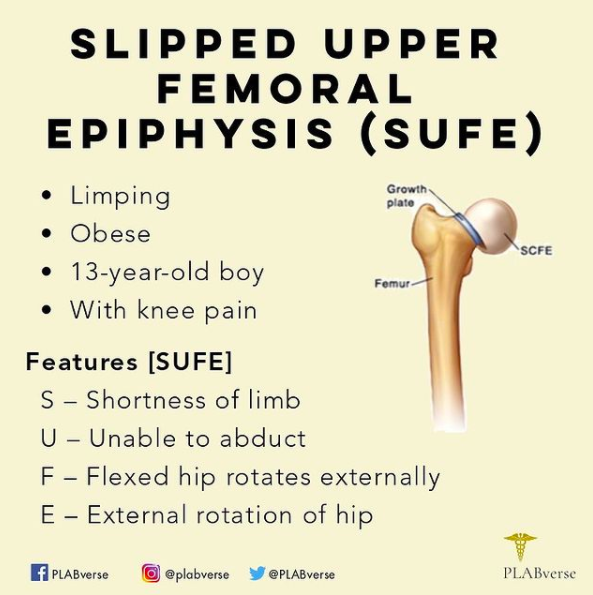 SLIPPED UPPER
FEMORAL
EPIPHYSIS (SUFE)
• Limping
• Obese
• 13-year-old boy
• With knee pain
Growth
plate
SCFE
Femur
Features [SUFE]
S – Shortness of limb
U – Unable to abduct
F – Flexed hip rotates externally
E – External rotation of hip
PLABverse
@plabverse
@PLABverse
PLABverse